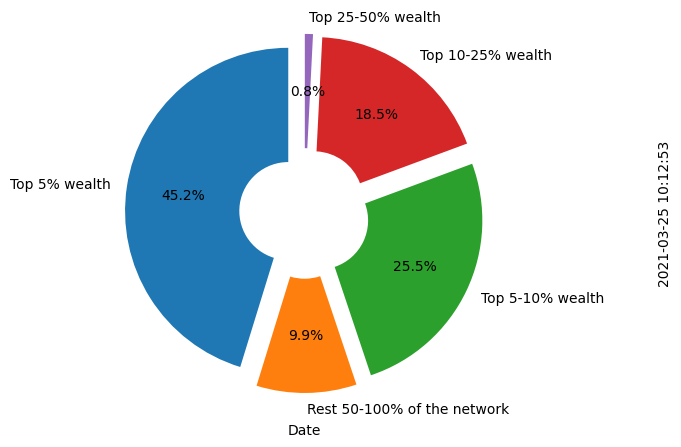 Top 25-50% wealth
Top 10-25% wealth
0.8%
18.5%
Top 5% wealth
45.2%
25.5%
Top 5-10% wealth
9.9%
Rest 50-100% of the network
Date
2021-03-25 10:12:53